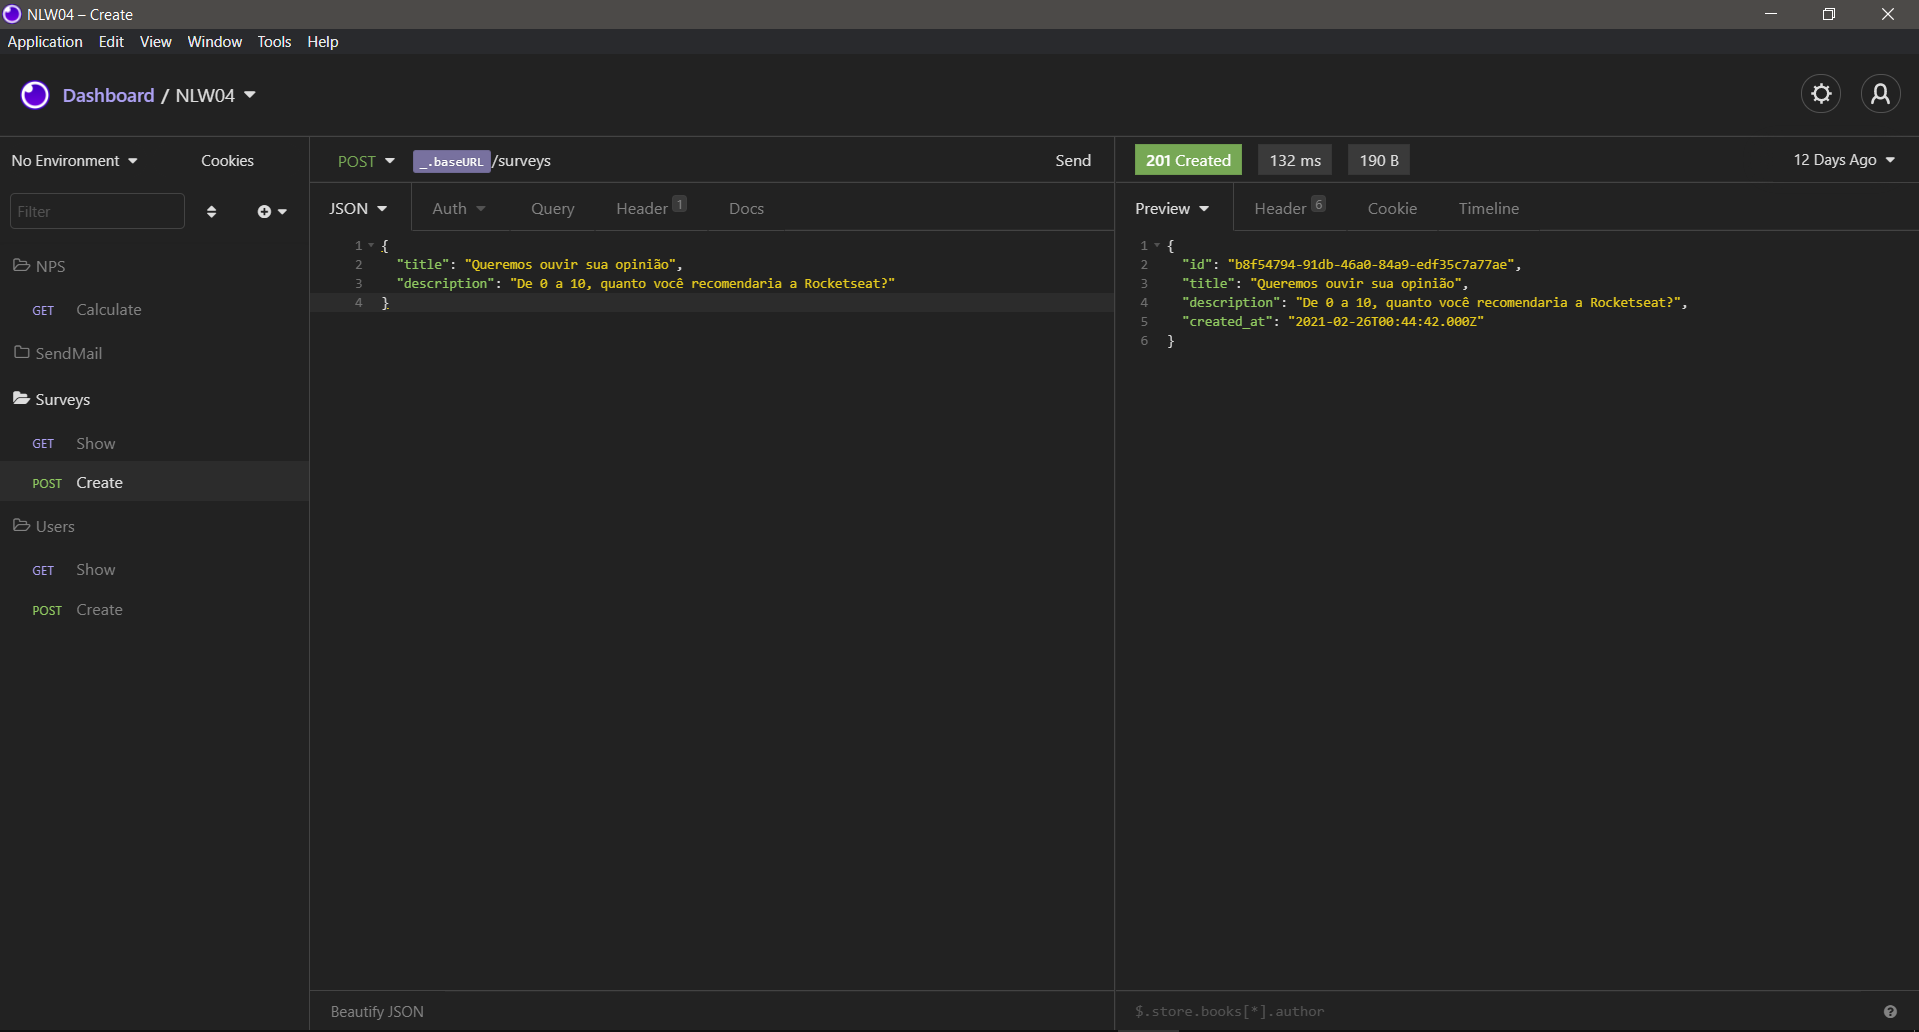 NLW04 – Create
Application Edit View Window Tools Help
Dashboard / NLW04
No Environment Cookies
Filter
NPS
GET Calculate
SendMail
Surveys
GET Show
POST Create
Users
GET Show
POST Create
POST _.baseURL/surveys Send
JSON Auth Query Header 1 Docs
1 {
2 "title": "Queremos ouvir sua opinião",
3 "description": "De 0 a 10, quanto você recomendaria a Rocketseat?"
4 }
Beautify JSON
201 Created 132 ms 190 B 12 Days Ago
Preview Header 6 Cookie Timeline
1 {
2 "id": "b8f54794-91db-46a0-84a9-edf35c7a77ae",
3 "title": "Queremos ouvir sua opinião",
4 "description": "De 0 a 10, quanto você recomendaria a Rocketseat?",
5 "created_at": "2021-02-26T00:44:42.000Z"
6 }
$.store.books[*].author